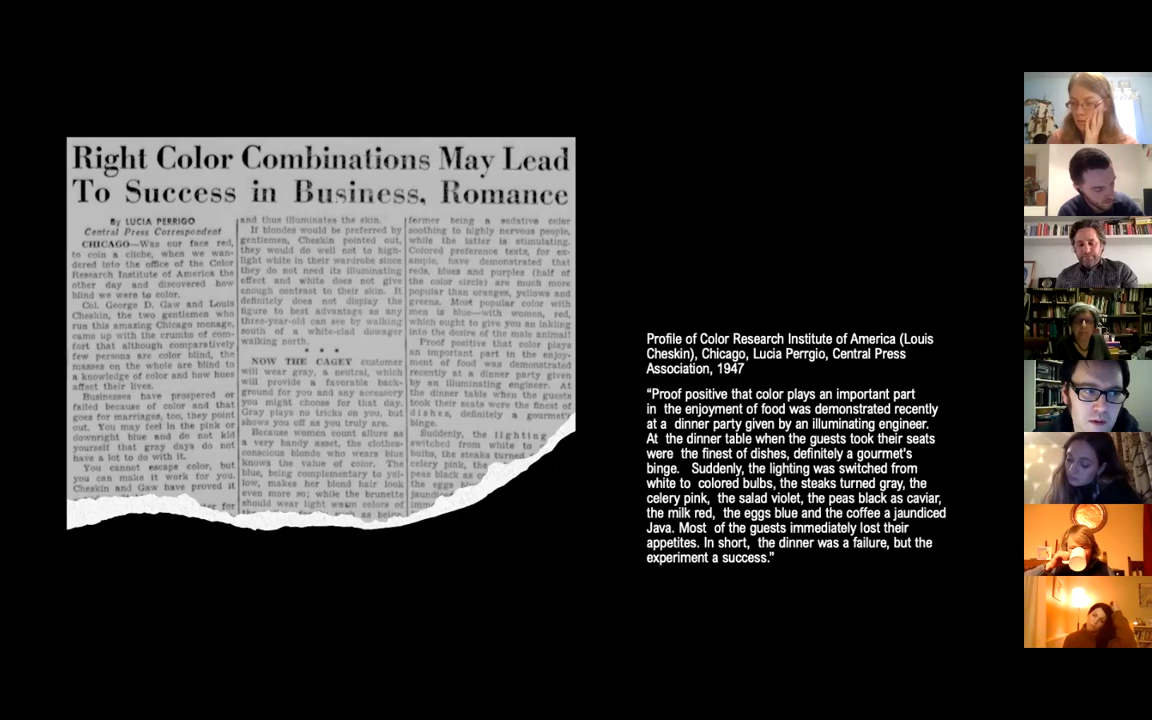 Right Color Combinations May Lead
To Success in Business, Romance
By LUCIA PERRIGO
Central Press Correspondent
CHICAGO—Was our face red,
to coin a cliche, when we wan-
dered into the office of the Color
Research Institute of America the
other day and discovered how
blind we were to color.
Col. George D. Gaw and Louis
Cheskin, the two gentlemen who
run this amazing Chicago menage,
came up with the crumbs of com-
fort that although comparatively
few persons are color blind, the
masses on the whole are blind to
a knowledge of color and how hues
affect their lives.
Businesses have prospered or
failed because of color and that
goes for marriages, too, they point
out. You may feel in the pink or
downright blue and do not kid
yourself that gray days do not
have a lot to do with it.
You cannot escape color, but
you can make it work for you.
Cheskin and Gaw have proved it
and thus illuminates the skin.
If blondes would be preferred by
gentlemen, Cheskin pointed out,
they would do well not to high-
light white in their wardrobe since
they do not need its illuminating
effect and white does not give
enough contrast to their skin. It
definitely does not display the
figure to best advantage as any
three-year-old can see by walking
south of a white-clad dowager
walking north.
* * *
NOW THE CAGEY customer
will wear gray, a neutral, which
will provide a favorable back-
ground for you and any accessory
you might choose for that day.
Gray plays no tricks on you, but
shows you off as you truly are.
Because women count allure as
a very handy asset, the clothes-
conscious blonde who wears blue
knows the value of color. The
blue, being complementary to yel-
low, makes her blond hair look
even more so; while the brunette
should wear light warm colors of
former being a sedative color
soothing to highly nervous people,
while the latter is stimulating.
Colored preference tests, for ex-
ample, have demonstrated that
reds, blues and purples (half of
the color circle) are much more
popular than oranges, yellows and
greens. Most popular color with
men is blue—with women, red,
which ought to give you an inkling
into the desire of the male animal!
Proof positive that color plays
an important part in the enjoy-
ment of food was demonstrated
recently at a dinner party given
by an illuminating engineer. At
the dinner table when the guests
took their seats were the finest of
dishes, definitely a gourmet's
binge.
Suddenly, the lighting
switched from white to
bulbs, the steaks turned
celery pink, the
peas black as
the eggs
Profile of Color Research Institute of America (Louis
Cheskin), Chicago, Lucia Perrgio, Central Press
Association, 1947
“Proof positive that color plays an important part
in the enjoyment of food was demonstrated recently
at a dinner party given by an illuminating engineer.
At the dinner table when the guests took their seats
were the finest of dishes, definitely a gourmet's
binge. Suddenly, the lighting was switched from
white to colored bulbs, the steaks turned gray, the
celery pink, the salad violet, the peas black as caviar,
the milk red, the eggs blue and the coffee a jaundiced
Java. Most of the guests immediately lost their
appetites. In short, the dinner was a failure, but the
experiment a success.”